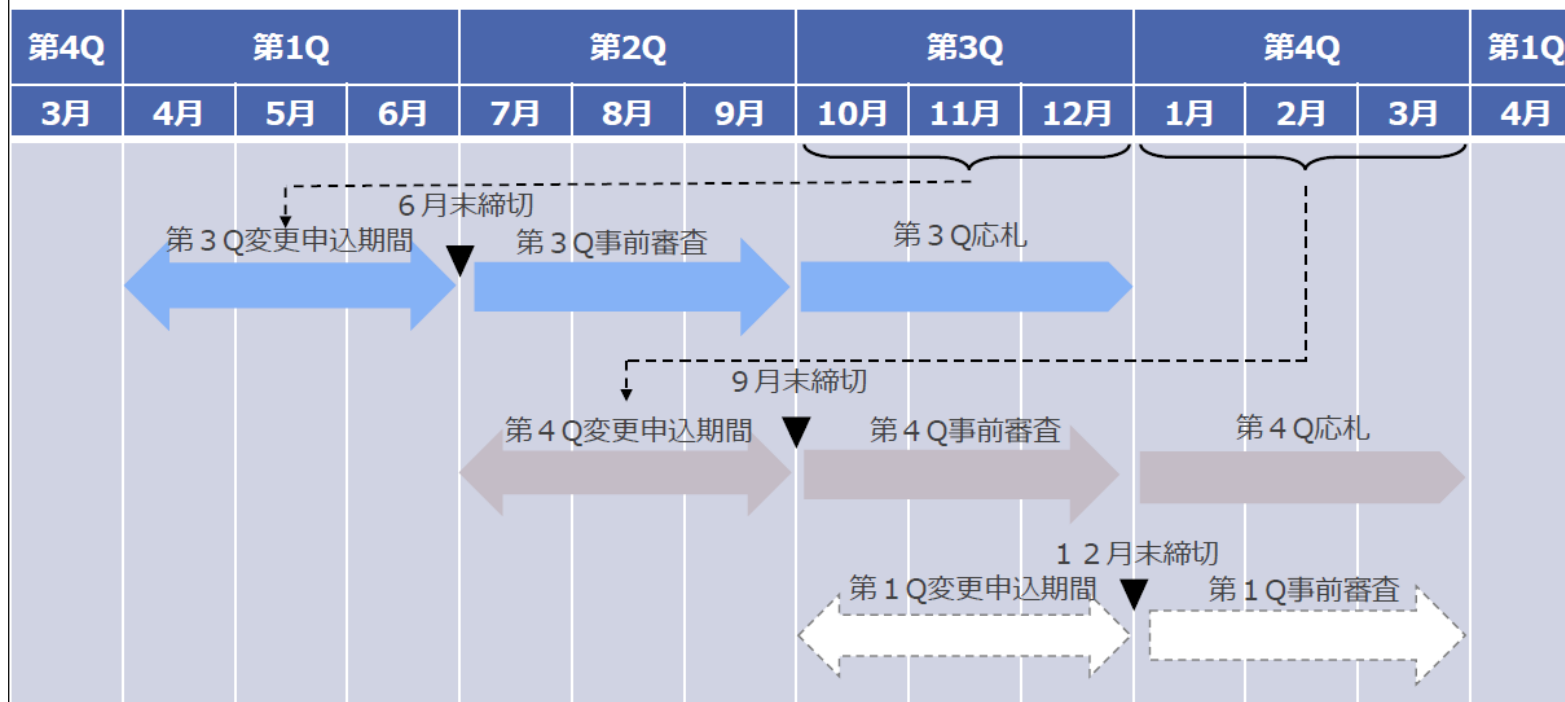 第4Q 第1Q 第2Q 第3Q 第4Q 第1Q
3月 4月 5月 6月 7月 8月 9月 10月 11月 12月 1月 2月 3月 4月
６月末締切
第３Q変更申込期間 第３Q事前審査 第３Q応札
９月末締切
第４Q変更申込期間 第４Q事前審査 第４Q応札
１２月末締切
第１Q変更申込期間 第１Q事前審査